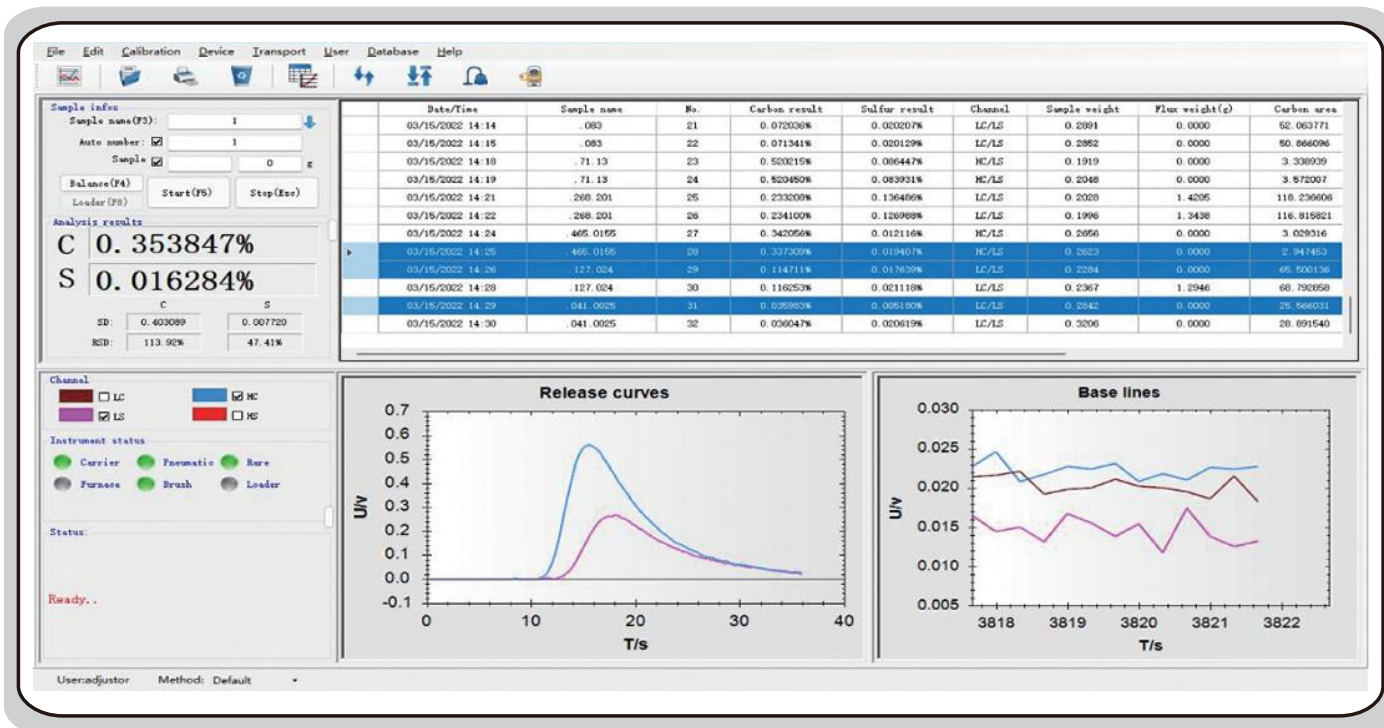 File Edit Calibration Device Transport User Database Help
Sample infos
Sample name(F3): 1
Auto number: 1
Sample 0 g
Balance(F4) Start(F5) Stop(Esc)
Loader(F8)
Analysis results
C 0.353847%
S 0.016284%
C S
SD: 0.403089 0.007720
RSD: 113.92% 47.41%
Date/Time Sample name No. Carbon result Sulfur result Channel Sample weight Flux weight(g) Carbon area
03/15/2022 14:14 .083 21 0.072036% 0.020207% LC/LS 0.2891 0.0000 52.063771
03/15/2022 14:15 .083 22 0.071341% 0.020129% LC/LS 0.2852 0.0000 50.866096
03/15/2022 14:18 .71.13 23 0.520215% 0.086447% HC/LS 0.1919 0.0000 3.338939
03/15/2022 14:19 .71.13 24 0.520450% 0.083931% HC/LS 0.2048 0.0000 3.572007
03/15/2022 14:21 .268.201 25 0.233208% 0.136486% LC/LS 0.2028 1.4205 118.236606
03/15/2022 14:22 .268.201 26 0.234100% 0.126988% LC/LS 0.1996 1.3438 116.815821
03/15/2022 14:24 .465.0155 27 0.342056% 0.012116% HC/LS 0.2656 0.0000 3.029316
03/15/2022 14:25 .465.0155 28 0.337309% 0.019407% HC/LS 0.2623 0.0000 2.947453
03/15/2022 14:26 .127.024 29 0.114711% 0.017639% LC/LS 0.2284 0.0000 65.500136
03/15/2022 14:28 .127.024 30 0.116253% 0.021118% LC/LS 0.2367 1.2946 68.792858
03/15/2022 14:29 .041.0025 31 0.035983% 0.005180% LC/LS 0.2842 0.0000 25.566031
03/15/2022 14:30 .041.0025 32 0.036047% 0.020619% LC/LS 0.3206 0.0000 28.891540
Channel
LC HC
LS HS
Instrument status
Carrier Pneumatic Rare
Furnace Brush Loader
Status:
Ready..
Release curves
0.7
0.6
0.5
0.4
0.3
0.2
0.1
0.0
-0.1
U/v
0 10 20 30 40
T/s
Base lines
0.030
0.025
0.020
0.015
0.010
0.005
U/v
3818 3819 3820 3821 3822
T/s
User:adjustor Method: Default